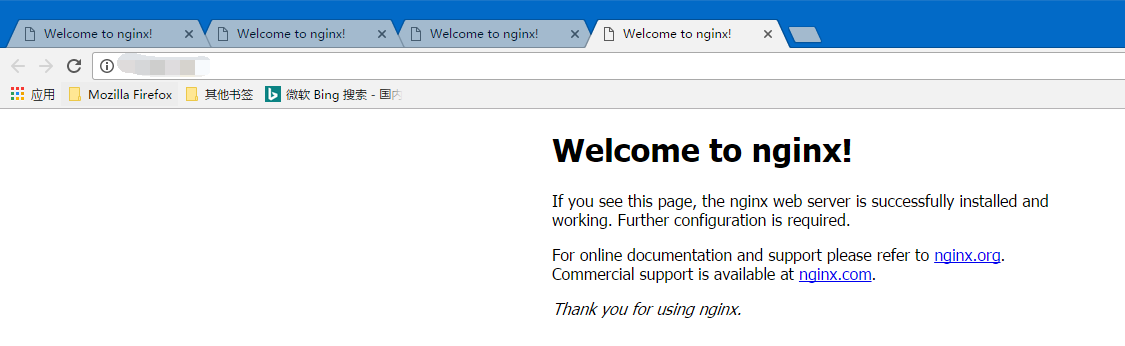 Welcome to nginx! Welcome to nginx! Welcome to nginx! Welcome to nginx!
应用 Mozilla Firefox 其他书签 微软 Bing 搜索 - 国内
Welcome to nginx!
If you see this page, the nginx web server is successfully installed and
working. Further configuration is required.
For online documentation and support please refer to nginx.org.
Commercial support is available at nginx.com.
Thank you for using nginx.